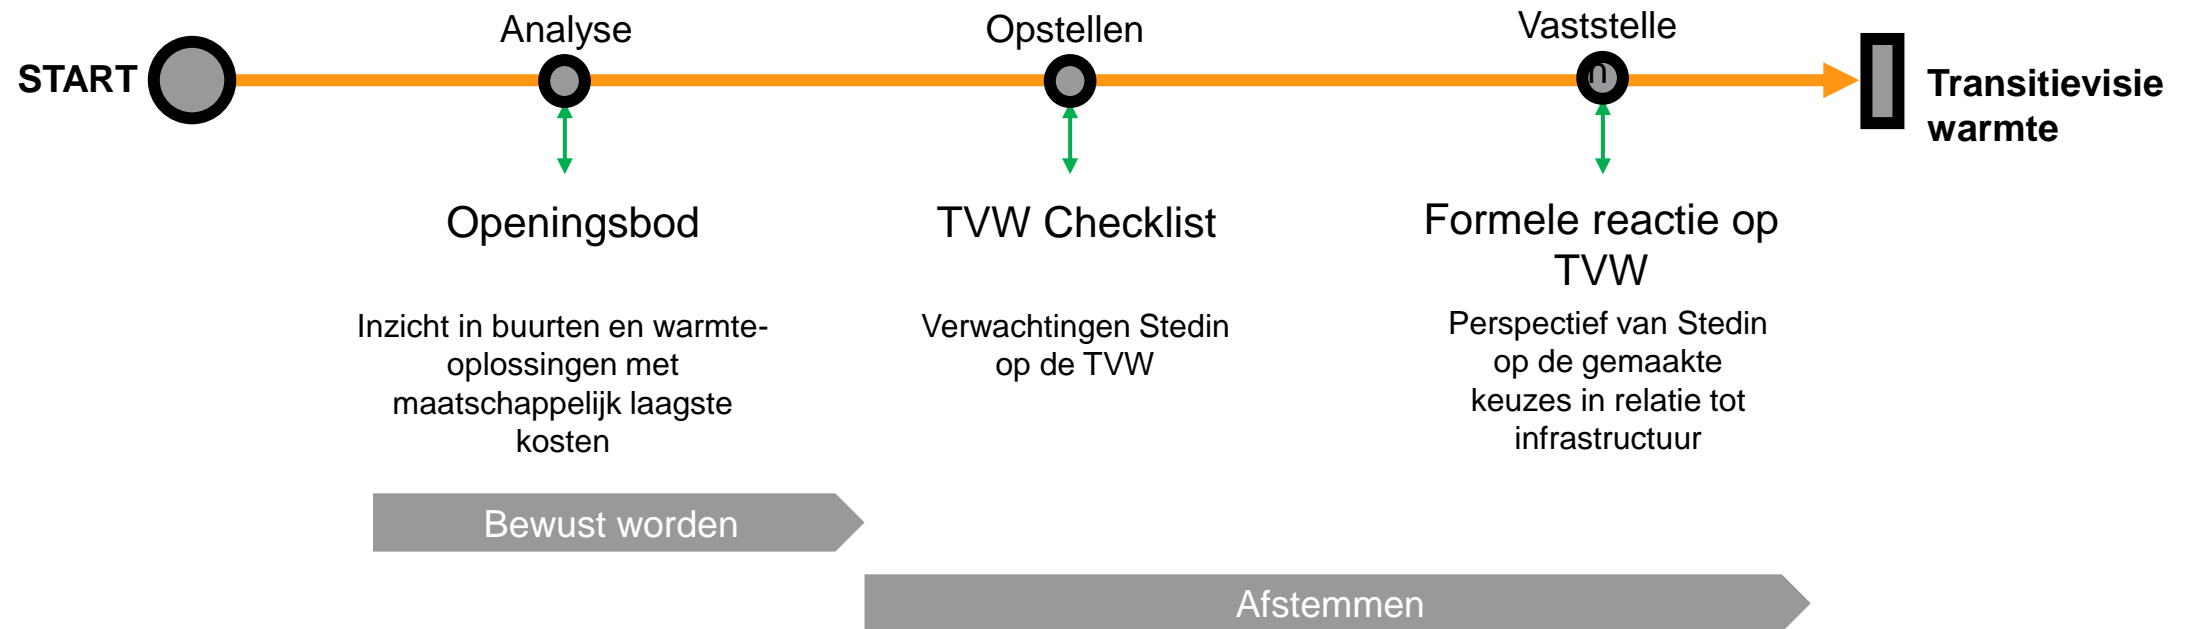 START
Analyse
Opstellen
Vaststelle
n
Transitievisie
warmte
Openingsbod
TVW Checklist
Formele reactie op
TVW
Inzicht in buurten en warmte-
oplossingen met
maatschappelijk laagste
kosten
Verwachtingen Stedin
op de TVW
Perspectief van Stedin
op de gemaakte
keuzes in relatie tot
infrastructuur
Bewust worden
Afstemmen